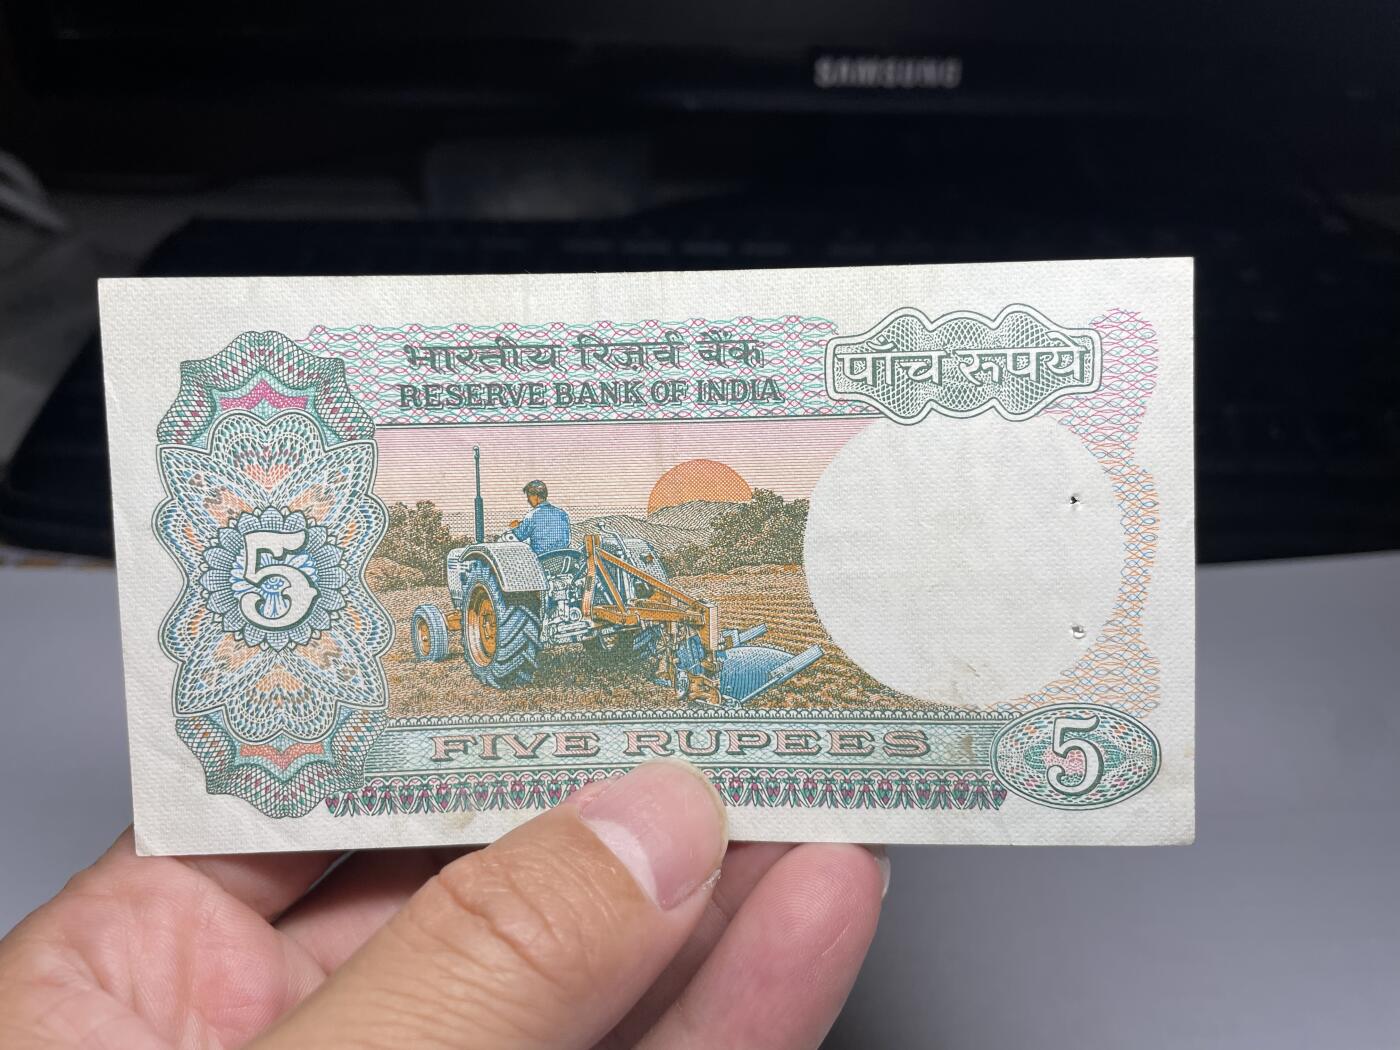 SAMSUNG
भारतीय रिज़र्व बैंक
RESERVE BANK OF INDIA
पाँच रूपये
5
FIVE RUPEES
5